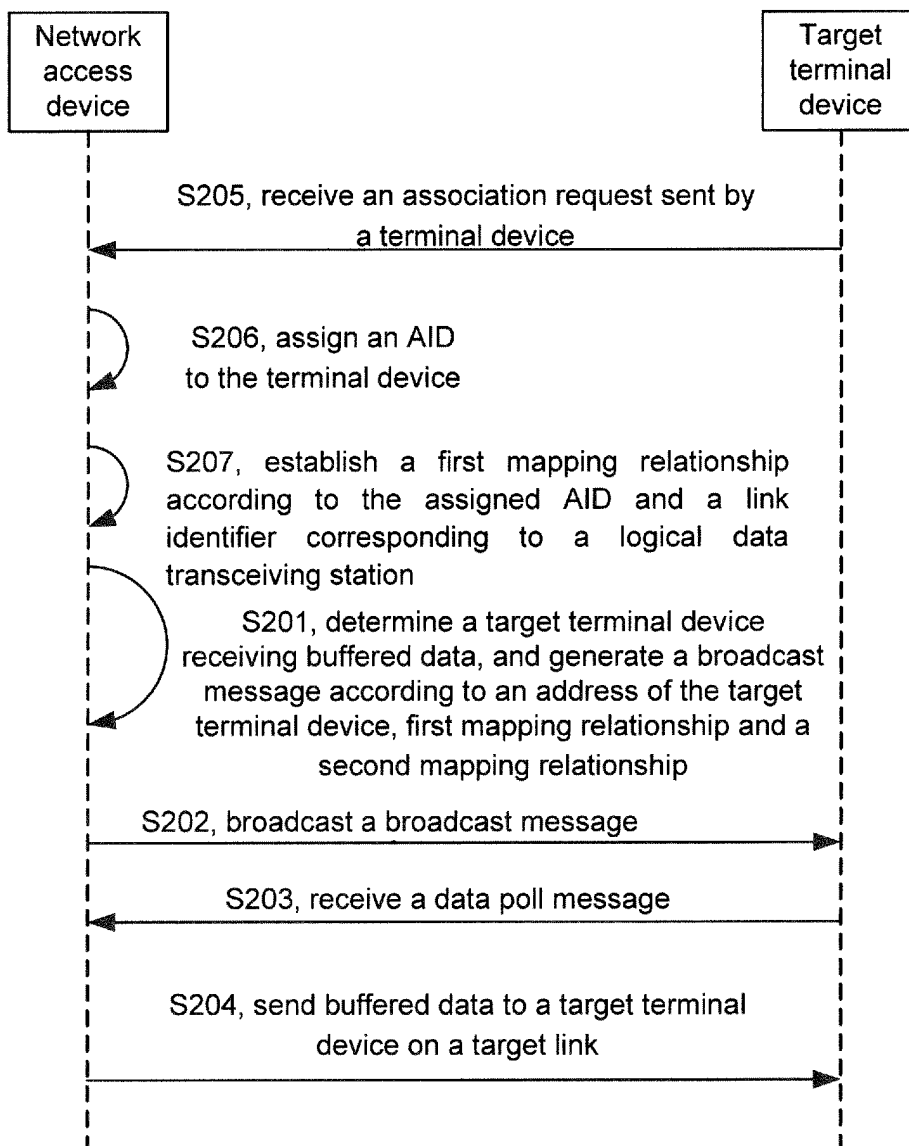 Network
access
device
Target
terminal
device
S205, receive an association request sent by
a terminal device
S206, assign an AID
to the terminal device
S207, establish a first mapping relationship
according to the assigned AID and a link
identifier corresponding to a logical data
transceiving station
S201, determine a target terminal device
receiving buffered data, and generate a broadcast
message according to an address of the target
terminal device, first mapping relationship and a
second mapping relationship
S202, broadcast a broadcast message
S203, receive a data poll message
S204, send buffered data to a target terminal
device on a target link